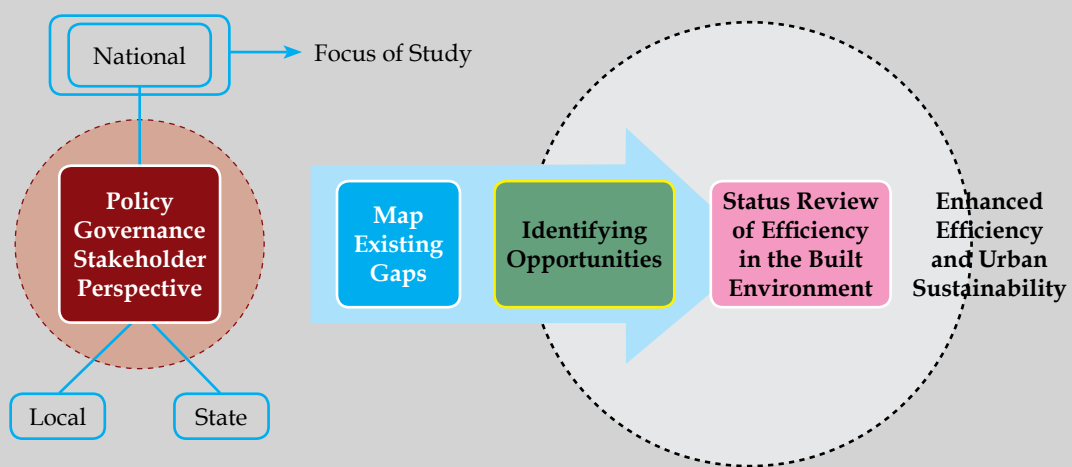 National
Focus of Study
Policy
Governance
Stakeholder
Perspective
Local
State
Map
Existing
Gaps
Identifying
Opportunities
Status Review
of Efficiency
in the Built
Environment
Enhanced
Efficiency
and Urban
Sustainability